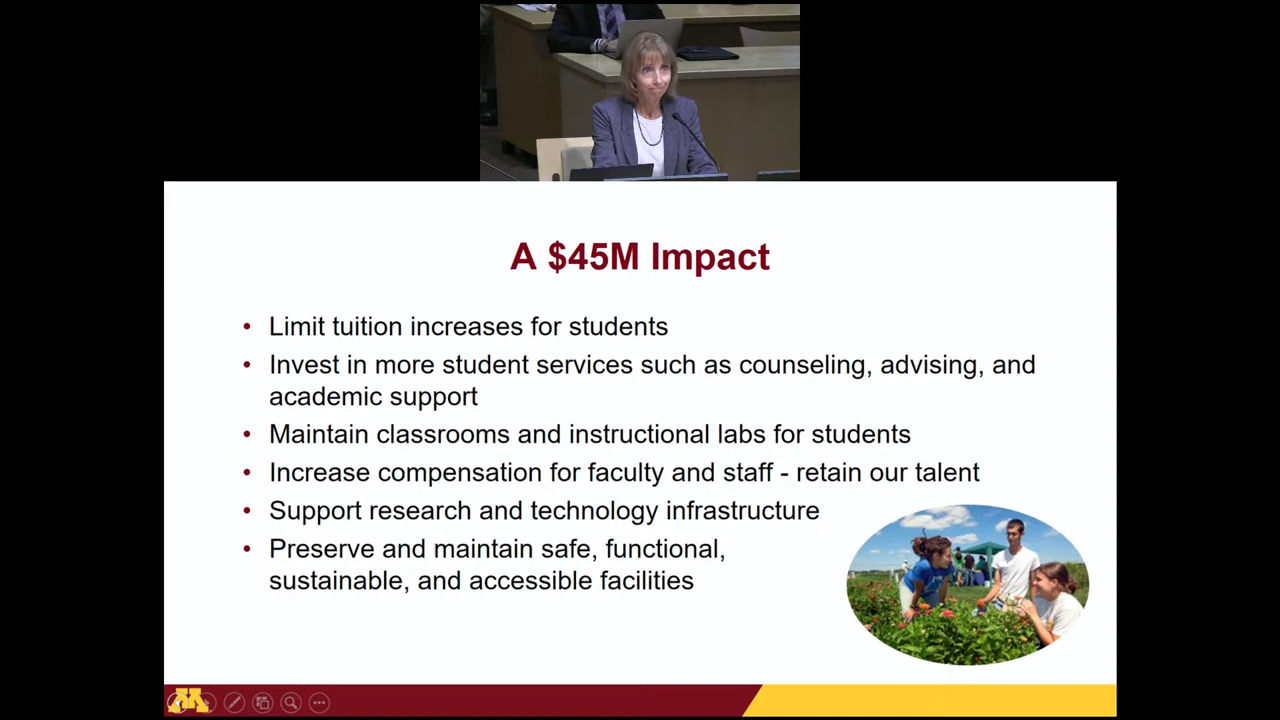 A $45M Impact
• Limit tuition increases for students
• Invest in more student services such as counseling, advising, and
academic support
• Maintain classrooms and instructional labs for students
• Increase compensation for faculty and staff - retain our talent
• Support research and technology infrastructure
• Preserve and maintain safe, functional,
sustainable, and accessible facilities
M